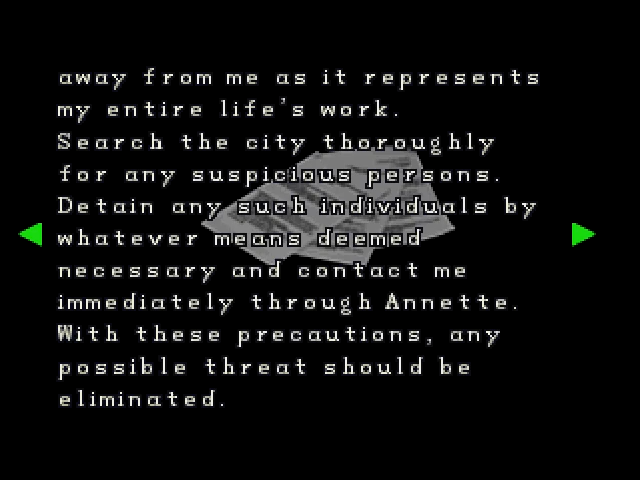 away from me as it represents
my entire life's work.
Search the city thoroughly
for any suspicious persons.
Detain any such individuals by
whatever means deemed
necessary and contact me
immediately through Annette.
With these precautions, any
possible threat should be
eliminated.